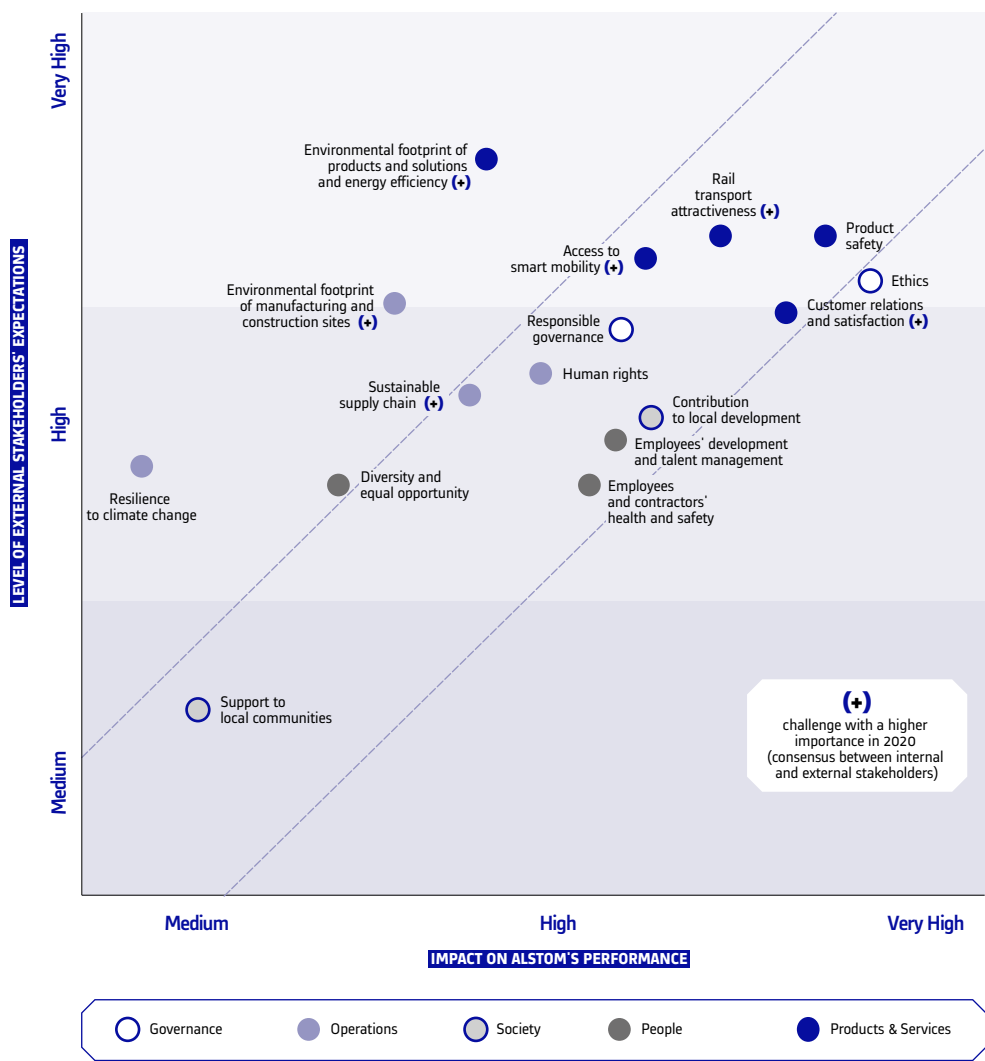 Very High
High
Medium
LEVEL OF EXTERNAL STAKEHOLDERS' EXPECTATIONS
Environmental footprint of
products and solutions
and energy efficiency (+)
Rail
transport
attractiveness (+)
Product
safety
Access to
smart mobility (+)
Ethics
Environmental footprint
of manufacturing and
construction sites (+)
Customer relations
and satisfaction (+)
Responsible
governance
Human rights
Sustainable
supply chain (+)
Contribution
to local development
Employees' development
and talent management
Diversity and
equal opportunity
Employees
and contractors'
health and safety
Resilience
to climate change
Support to
local communities
(+)
challenge with a higher
importance in 2020
(consensus between internal
and external stakeholders)
Medium
High
Very High
IMPACT ON ALSTOM'S PERFORMANCE
Governance
Operations
Society
People
Products & Services